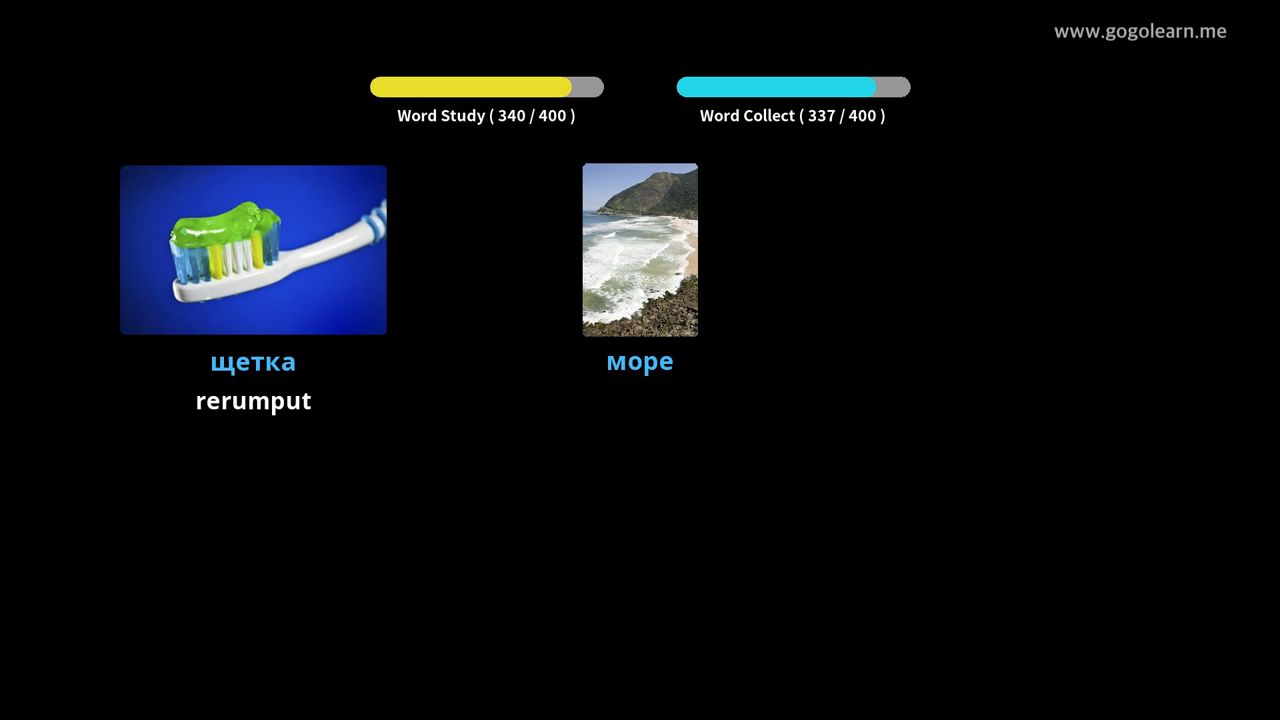 www.gogolearn.me
Word Study ( 340 / 400 )
Word Collect ( 337 / 400 )
щетка
rerumput
море